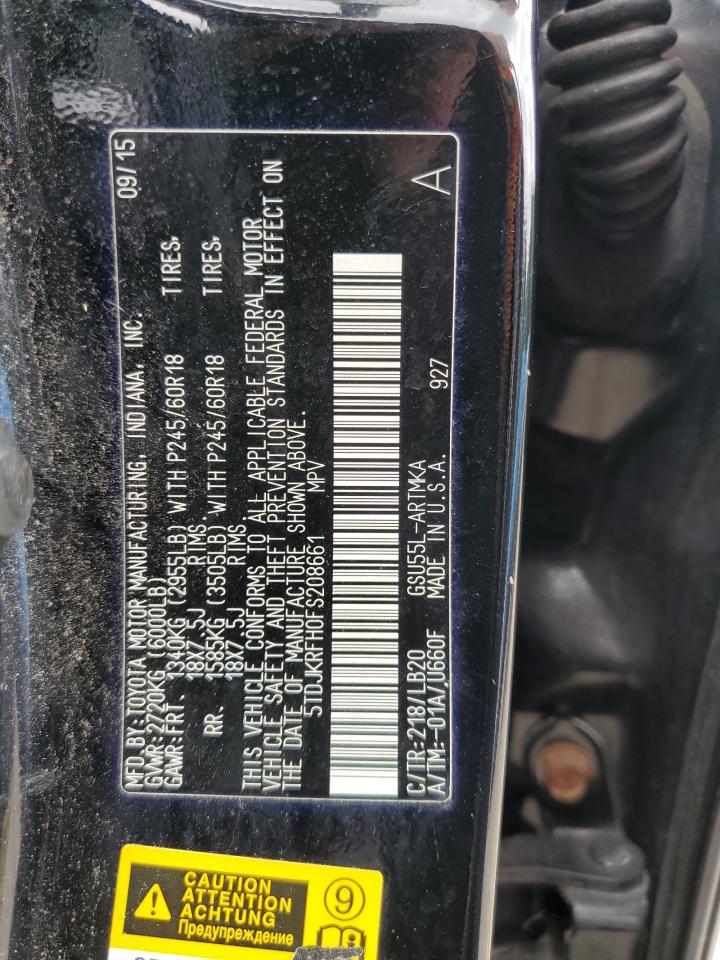 MFD.BY:TOYOTA MOTOR MANUFACTURING, INDIANA, INC. 09/15
GVWR:2720KG (6000LB)
GAWR:FRT. 1340KG (2955LB) WITH P245/60R18 TIRES,
18X7.5J RIMS.
RR. 1585KG (3505LB) WITH P245/60R18 TIRES,
18X7.5J RIMS.
THIS VEHICLE CONFORMS TO ALL APPLICABLE FEDERAL MOTOR
VEHICLE SAFETY AND THEFT PREVENTION STANDARDS IN EFFECT ON
THE DATE OF MANUFACTURE SHOWN ABOVE.
5TDJKRFH0FS208661 MPV
C/TR:218/LB20 GSU55L-ARTMKA
A/TM:-01A/U660F MADE IN U.S.A. 927 A
CAUTION
ATTENTION
ACHTUNG
Предупреждение
9